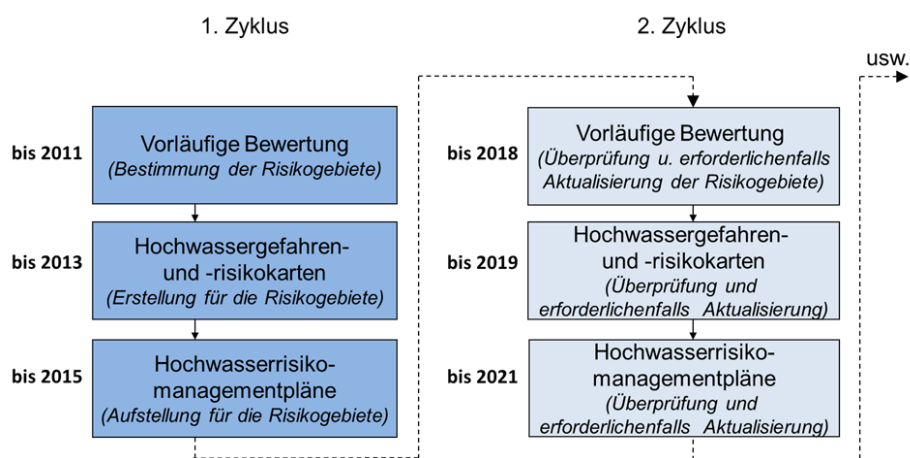 1. Zyklus
bis 2011
Vorläufige Bewertung
(Bestimmung der Risikogebiete)
bis 2013
Hochwassergefahren-
und -risikokarten
(Erstellung für die Risikogebiete)
bis 2015
Hochwasserrisiko-
managementpläne
(Aufstellung für die Risikogebiete)
2. Zyklus
usw.
bis 2018
Vorläufige Bewertung
(Überprüfung u. erforderlichenfalls
Aktualisierung der Risikogebiete)
bis 2019
Hochwassergefahren-
und -risikokarten
(Überprüfung und
erforderlichenfalls Aktualisierung)
bis 2021
Hochwasserrisiko-
managementpläne
(Überprüfung und
erforderlichenfalls Aktualisierung)